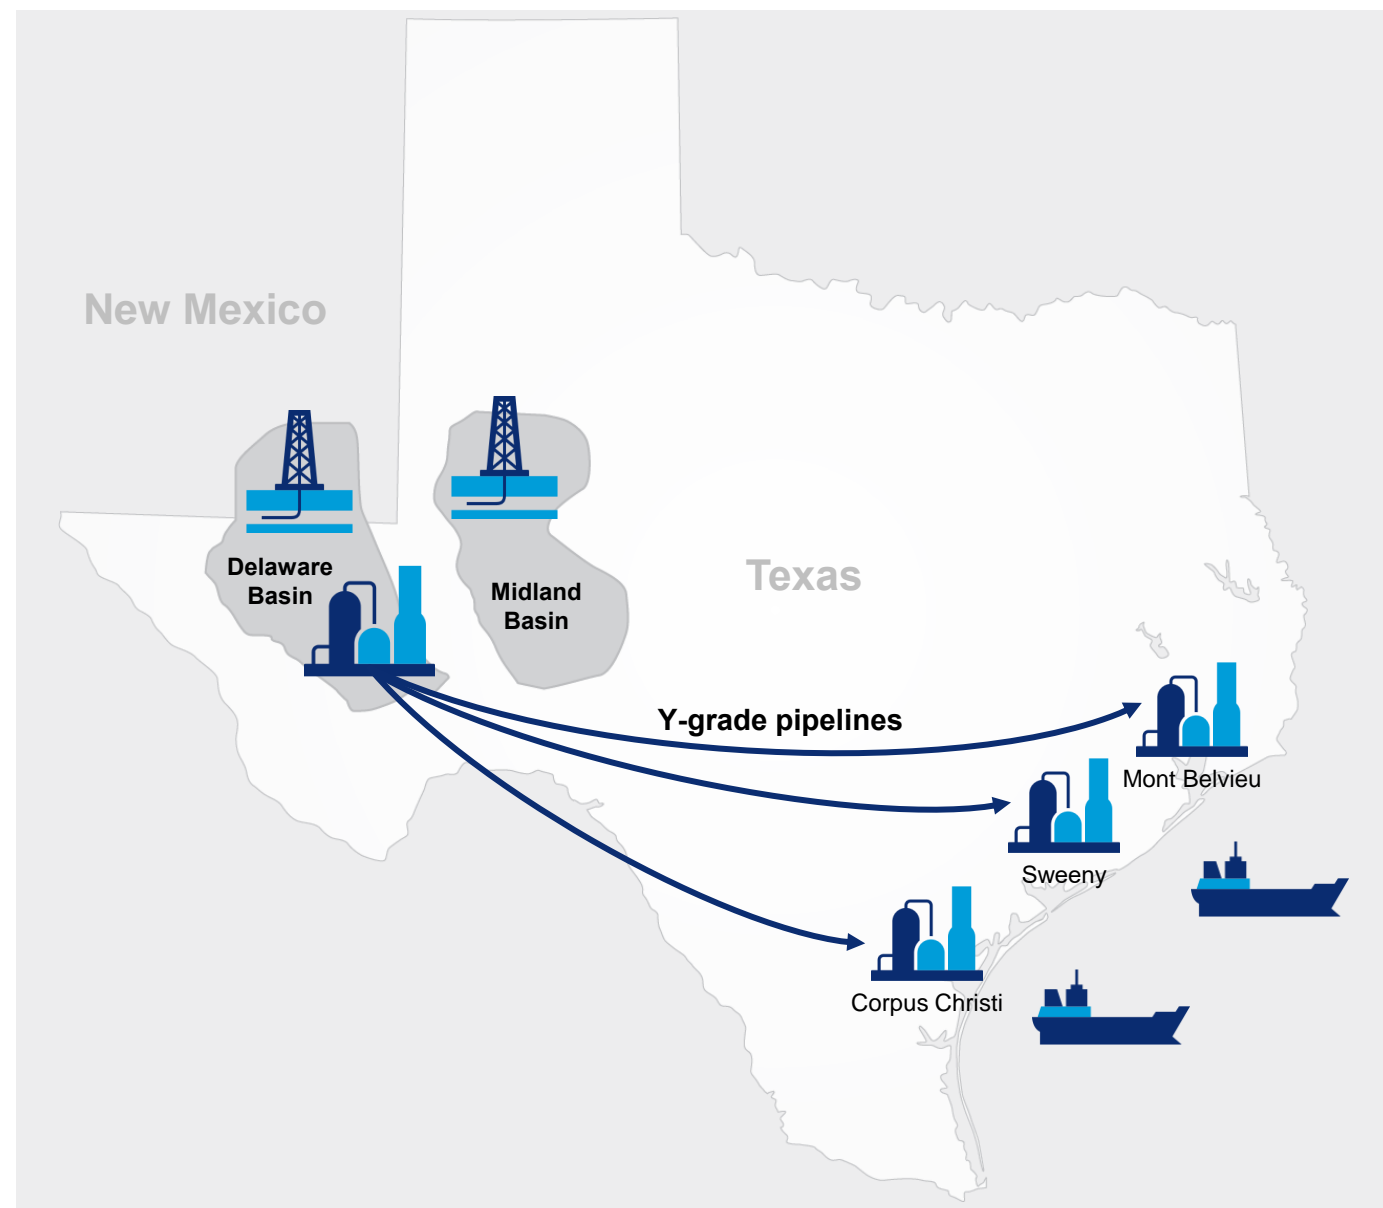 New Mexico
Delaware
Basin
Midland
Basin
Texas
Y-grade pipelines
Mont Belvieu
Sweeny
Corpus Christi